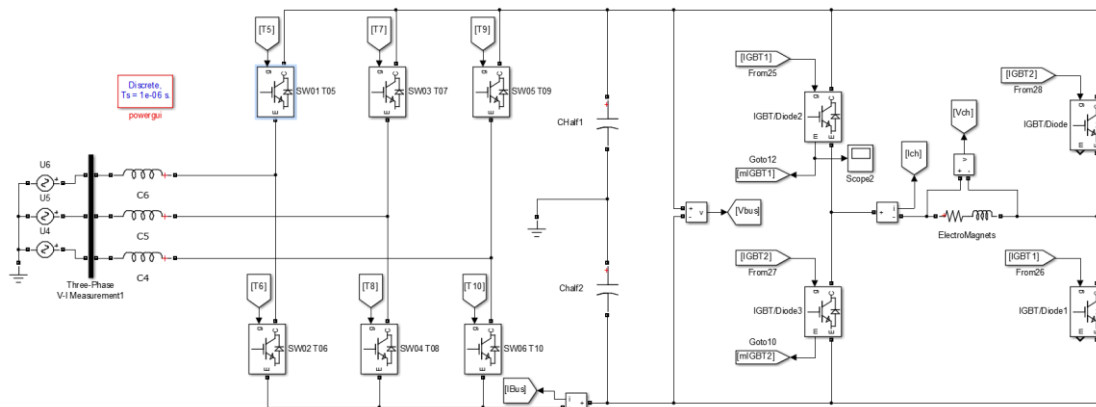 [T5]
[T7]
[T9]
g
C
E
SW01 T05
g
C
E
SW03 T07
g
C
E
SW05 T09
Discrete,
Ts = 1e-06 s.
powergui
U6
U5
U4
C6
C5
C4
Three-Phase
V-I Measurement1
[T6]
[T8]
[T10]
g
C
E
SW02 T06
g
C
E
SW04 T08
g
C
E
SW06 T10
[IBus]
i
+
CHalf1
Chalf2
+
-
v
[Vbus]
[IGBT1]
From25
g
C
m
E
IGBT/Diode2
Goto12
[mIGBT1]
Scope2
[IGBT2]
From27
g
C
m
E
IGBT/Diode3
Goto10
[mIGBT2]
[Ich]
+
-
i
[Vch]
v
+
-
ElectroMagnets
[IGBT2]
From28
g
C
m
E
IGBT/Diode
[IGBT1]
From26
g
C
m
E
IGBT/Diode1